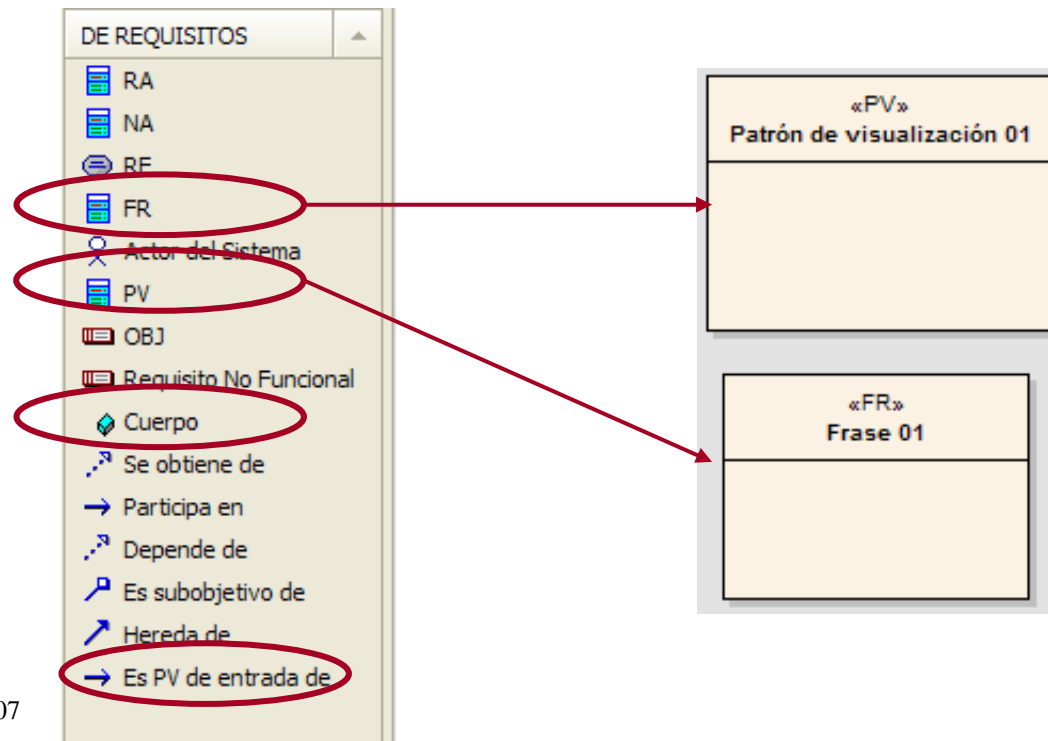 DE REQUISITOS
RA
NA
RF
FR
Actor del Sistema
PV
OBJ
Requisito No Funcional
Cuerpo
Se obtiene de
Participa en
Depende de
Es subobjetivo de
Hereda de
Es PV de entrada de
07
«PV»
Patrón de visualización 01
«FR»
Frase 01